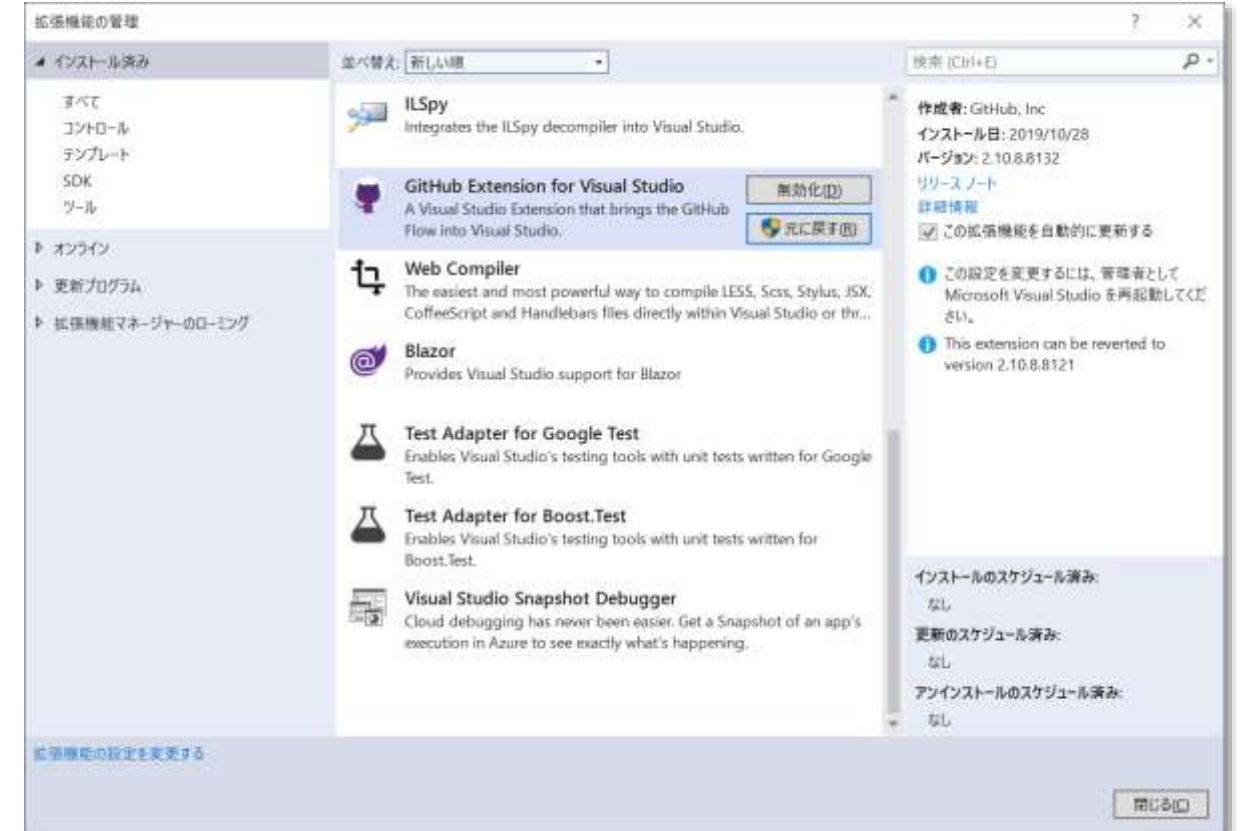 拡張機能の管理
インストール済み
すべて
コントロール
テンプレート
SDK
ツール
オンライン
更新プログラム
拡張機能マネージャーのローミング
拡張機能の設定を変更する
並べ替え: 新しい順
ILSpy
Integrates the ILSpy decompiler into Visual Studio.
GitHub Extension for Visual Studio
A Visual Studio Extension that brings the GitHub
Flow into Visual Studio.
無効化(D)
元に戻す(R)
Web Compiler
The easiest and most powerful way to compile LESS, Scss, Stylus, JSX,
CoffeeScript and Handlebars files directly within Visual Studio or thr...
Blazor
Provides Visual Studio support for Blazor
Test Adapter for Google Test
Enables Visual Studio's testing tools with unit tests written for Google
Test.
Test Adapter for Boost.Test
Enables Visual Studio's testing tools with unit tests written for
Boost.Test.
Visual Studio Snapshot Debugger
Cloud debugging has never been easier. Get a Snapshot of an app's
execution in Azure to see exactly what's happening.
検索 (Ctrl+E)
作成者: GitHub, Inc
インストール日: 2019/10/28
バージョン: 2.10.8.8132
リリース ノート
詳細情報
この拡張機能を自動的に更新する
この設定を変更するには、管理者として
Microsoft Visual Studio を再起動してくだ
さい。
This extension can be reverted to
version 2.10.8.8121
インストールのスケジュール済み:
なし
更新のスケジュール済み:
なし
アンインストールのスケジュール済み:
なし
閉じる(C)